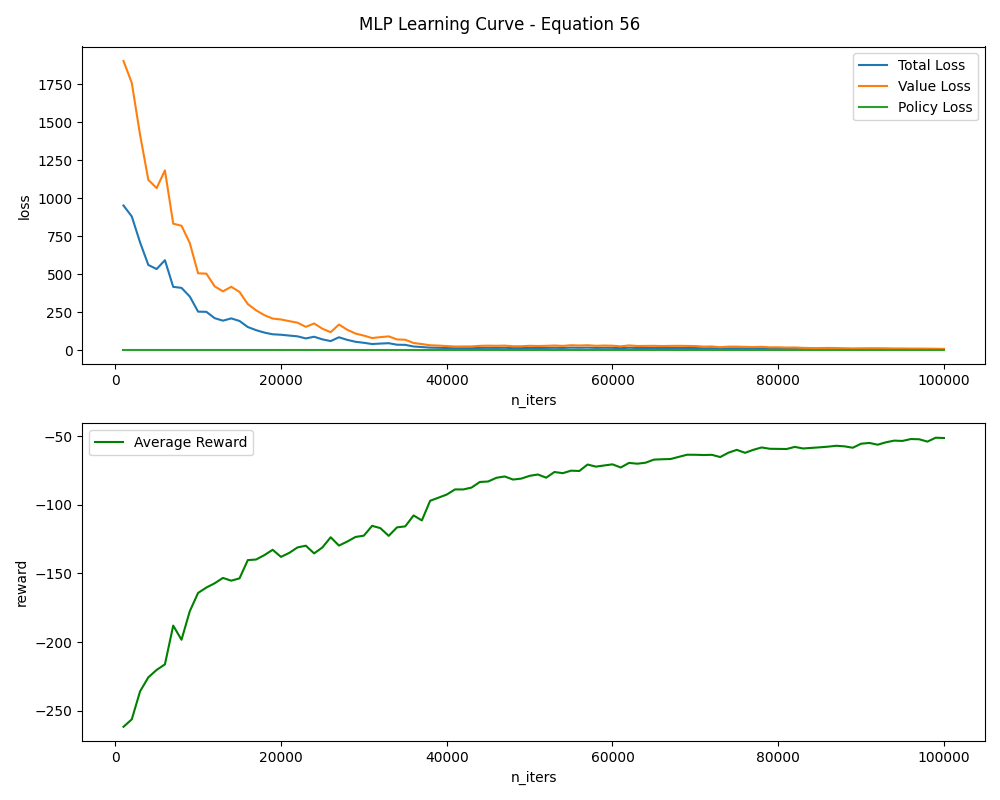 MLP Learning Curve - Equation 56
1750
1500
1250
1000
750
500
250
0
loss
Total Loss
Value Loss
Policy Loss
0 20000 40000 60000 80000 100000
n_iters
−50
−100
−150
−200
−250
reward
Average Reward
0 20000 40000 60000 80000 100000
n_iters